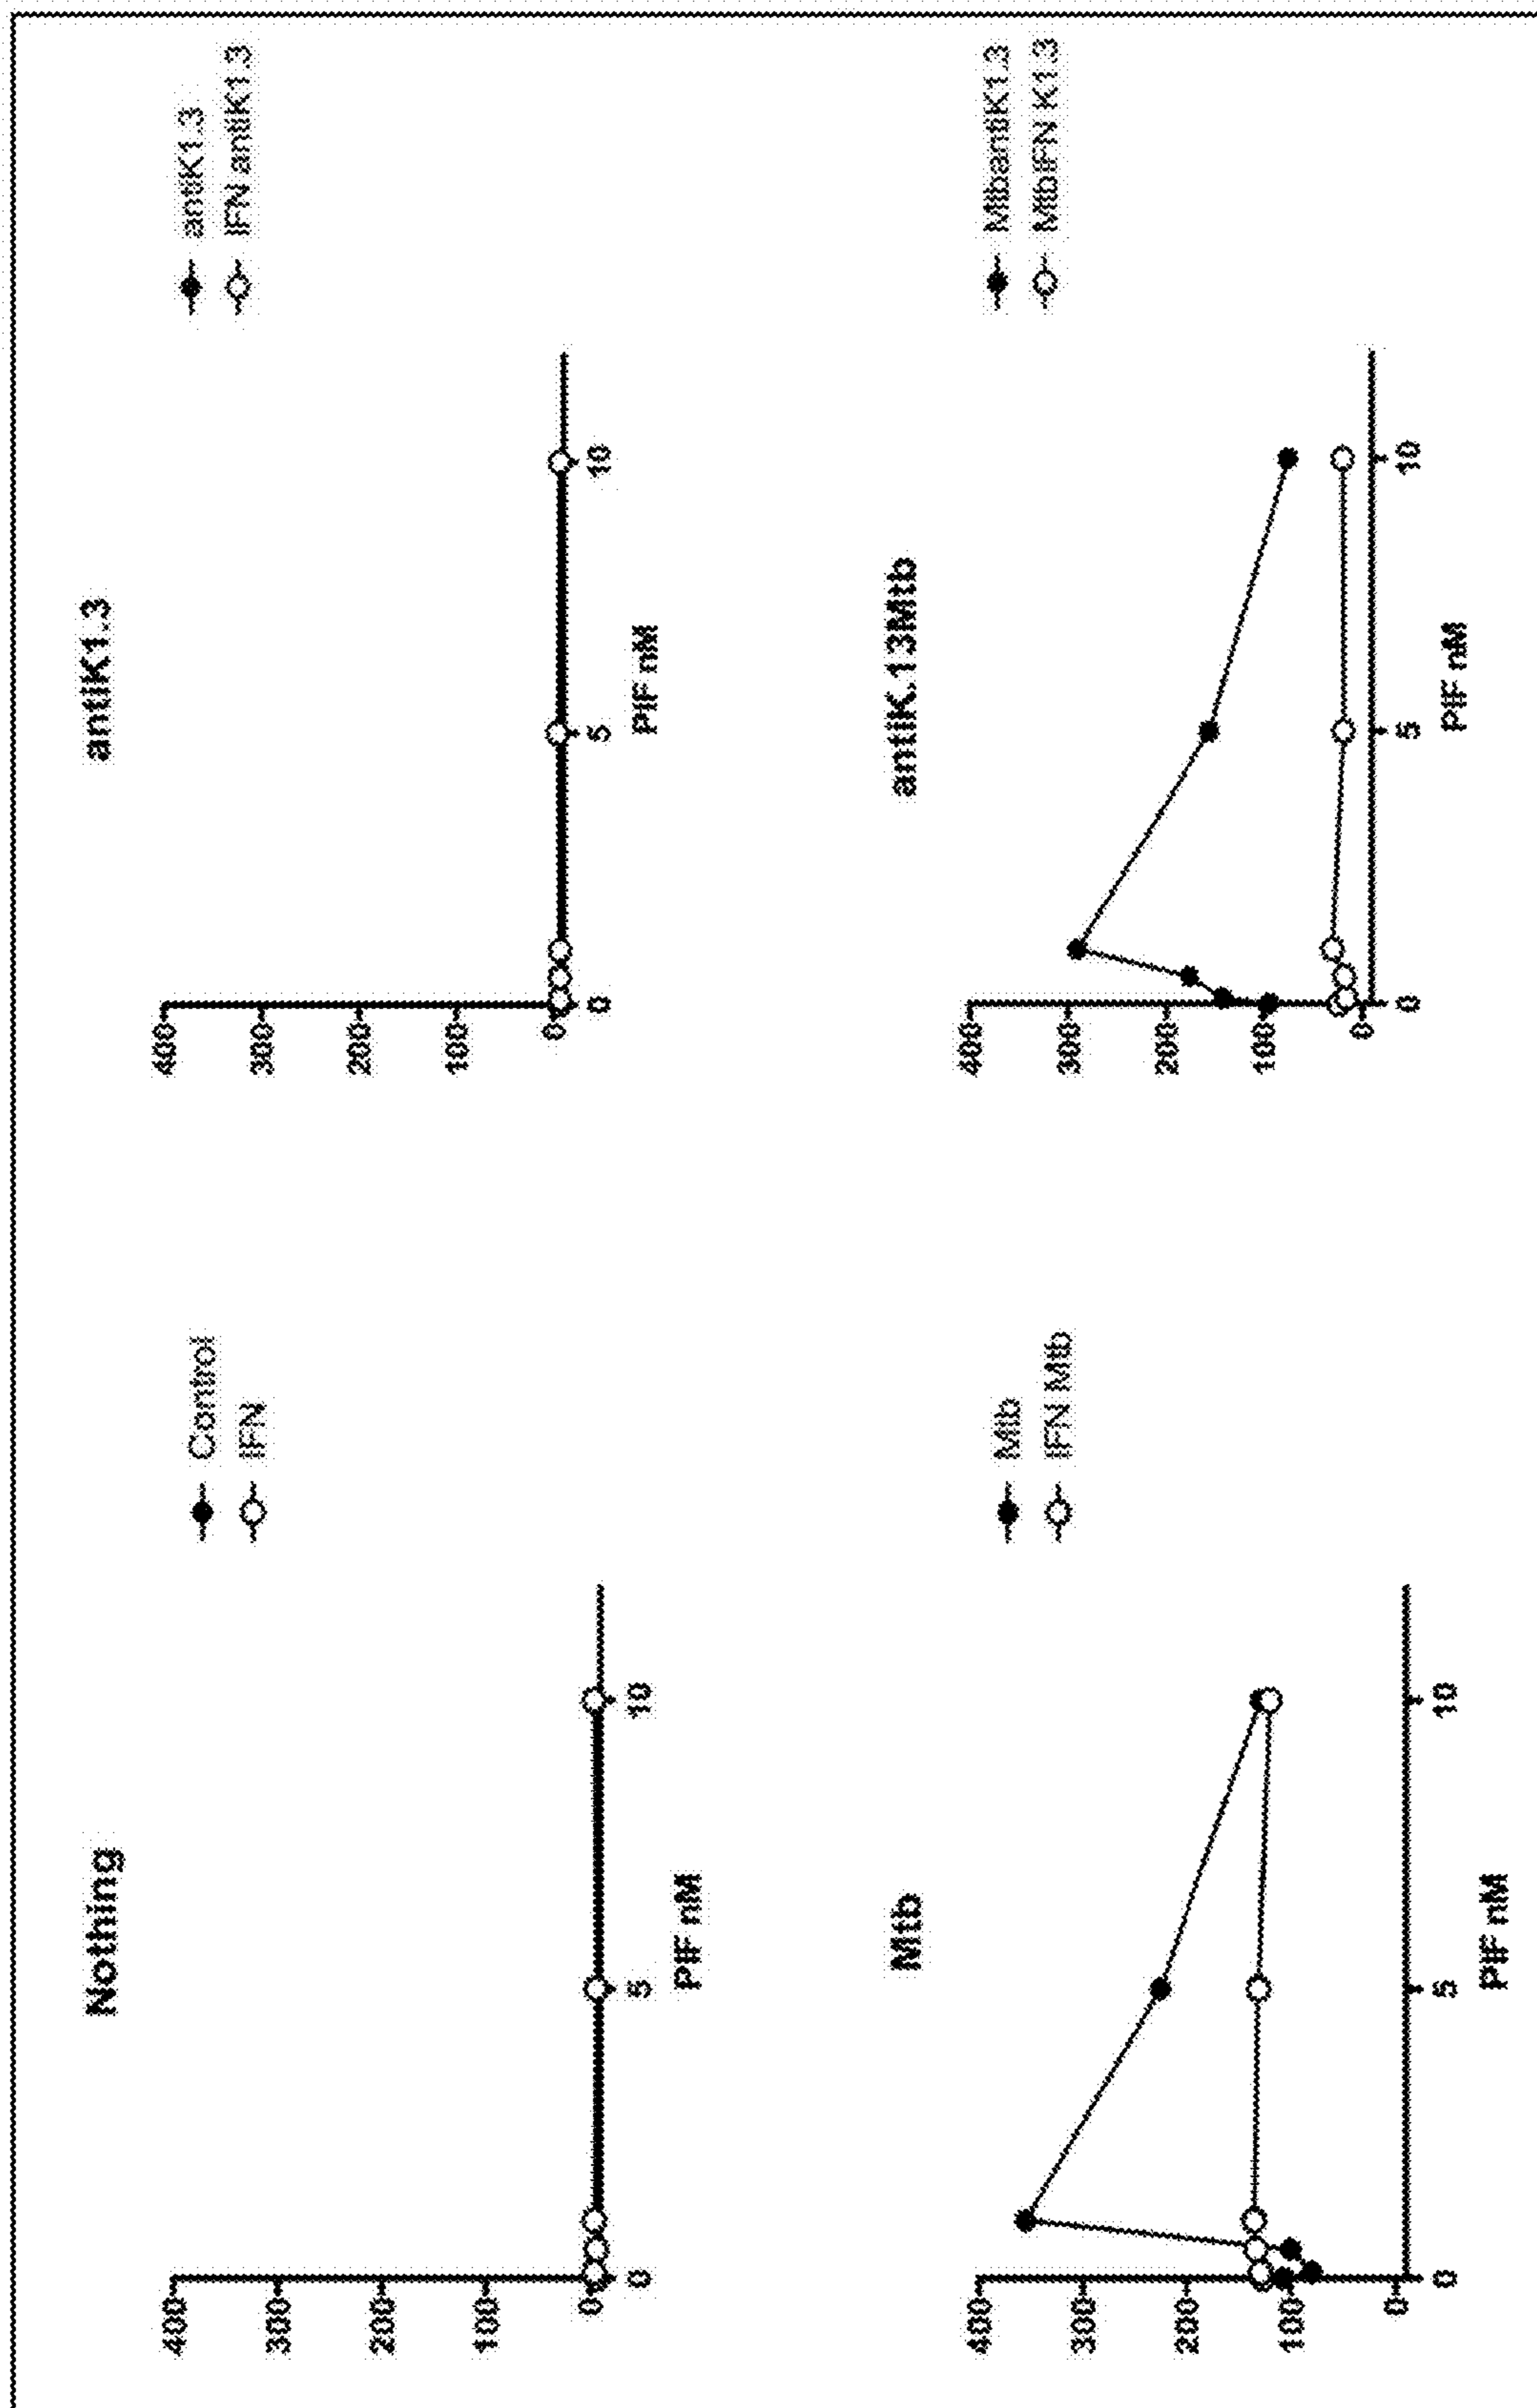 Nothing
Control
IFN
400
300
200
100
0
0
5
10
PIF nM
antiK1.3
antiK1.3
IFN antiK1.3
400
300
200
100
0
0
5
10
PIF nM
Mtb
Mtb
IFN Mtb
400
300
200
100
0
0
5
10
PIF nM
antiK.13Mtb
MtbantiK1.3
MtbIFN K1.3
400
300
200
100
0
0
5
10
PIF nM